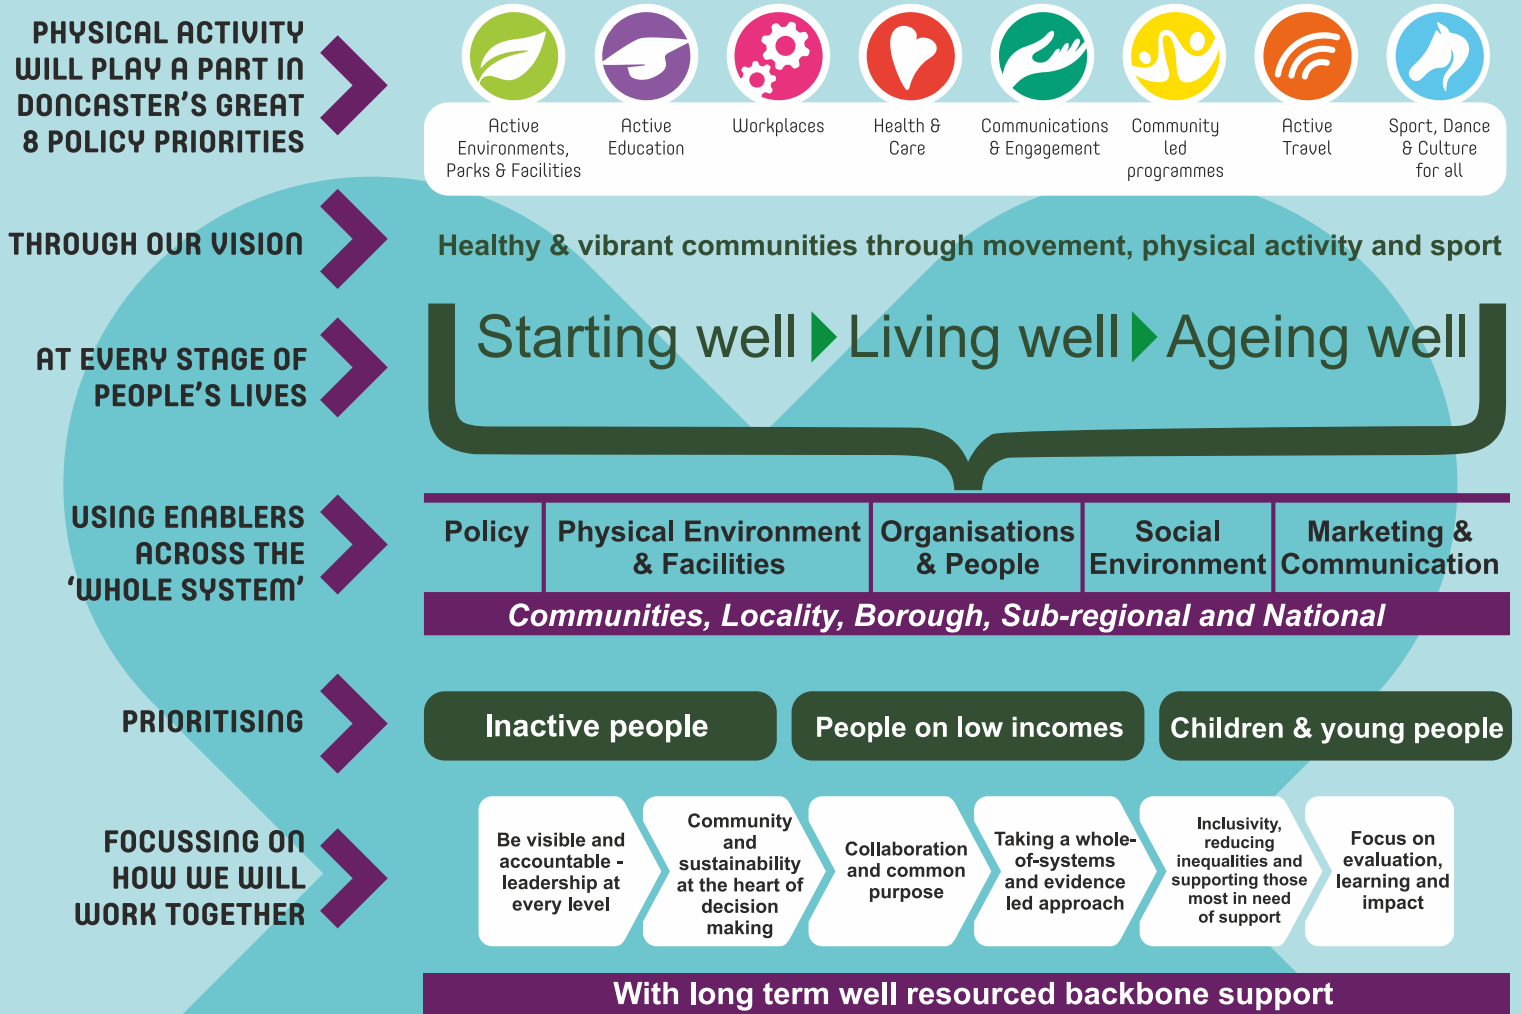 PHYSICAL ACTIVITY
WILL PLAY A PART IN
DONCASTER'S GREAT
8 POLICY PRIORITIES
Active
Environments,
Parks & Facilities
Active
Education
Workplaces
Health &
Care
Communications
& Engagement
Community
led
programmes
Active
Travel
Sport, Dance
& Culture
for all
THROUGH OUR VISION
Healthy & vibrant communities through movement, physical activity and sport
AT EVERY STAGE OF
PEOPLE'S LIVES
Starting well
Living well
Ageing well
USING ENABLERS
ACROSS THE
'WHOLE SYSTEM'
Policy
Physical Environment
& Facilities
Organisations
& People
Social
Environment
Marketing &
Communication
Communities, Locality, Borough, Sub-regional and National
PRIORITISING
Inactive people
People on low incomes
Children & young people
FOCUSSING ON
HOW WE WILL
WORK TOGETHER
Be visible and
accountable -
leadership at
every level
Community
and
sustainability
at the heart of
decision
making
Collaboration
and common
purpose
Taking a whole-
of-systems
and evidence
led approach
Inclusivity,
reducing
inequalities and
supporting those
most in need
of support
Focus on
evaluation,
learning and
impact
With long term well resourced backbone support